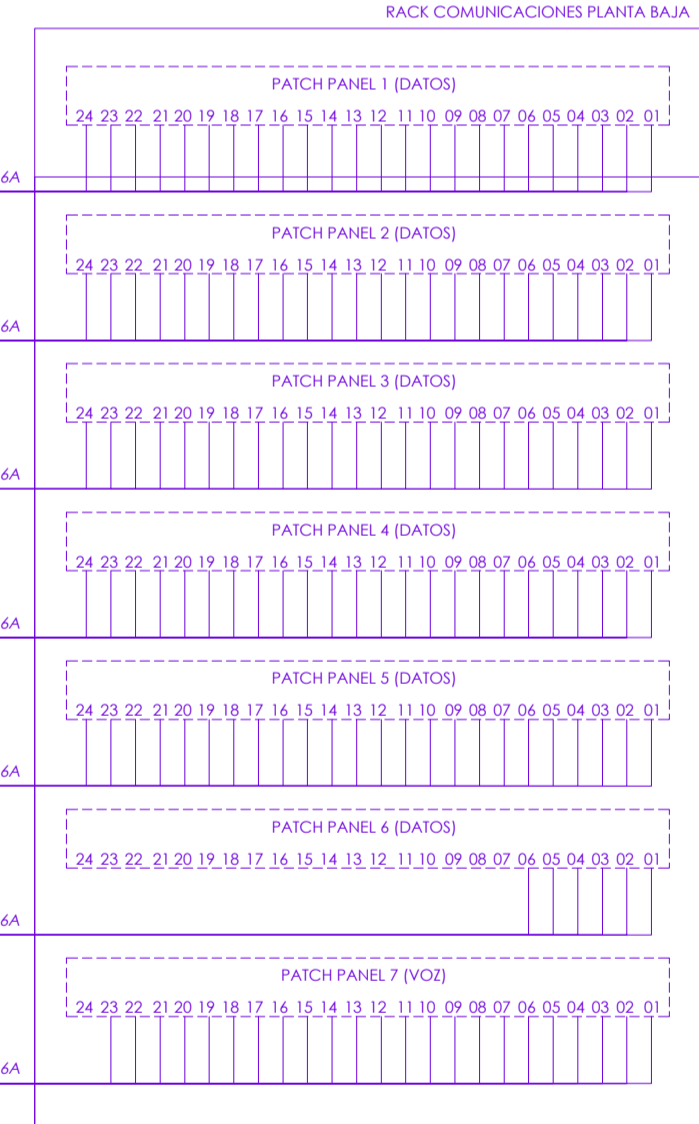 RACK COMUNICACIONES PLANTA BAJA
PATCH PANEL 1 (DATOS)
24 23 22 21 20 19 18 17 16 15 14 13 12 11 10 09 08 07 06 05 04 03 02 01
6A
PATCH PANEL 2 (DATOS)
24 23 22 21 20 19 18 17 16 15 14 13 12 11 10 09 08 07 06 05 04 03 02 01
6A
PATCH PANEL 3 (DATOS)
24 23 22 21 20 19 18 17 16 15 14 13 12 11 10 09 08 07 06 05 04 03 02 01
6A
PATCH PANEL 4 (DATOS)
24 23 22 21 20 19 18 17 16 15 14 13 12 11 10 09 08 07 06 05 04 03 02 01
6A
PATCH PANEL 5 (DATOS)
24 23 22 21 20 19 18 17 16 15 14 13 12 11 10 09 08 07 06 05 04 03 02 01
6A
PATCH PANEL 6 (DATOS)
24 23 22 21 20 19 18 17 16 15 14 13 12 11 10 09 08 07 06 05 04 03 02 01
6A
PATCH PANEL 7 (VOZ)
24 23 22 21 20 19 18 17 16 15 14 13 12 11 10 09 08 07 06 05 04 03 02 01
6A